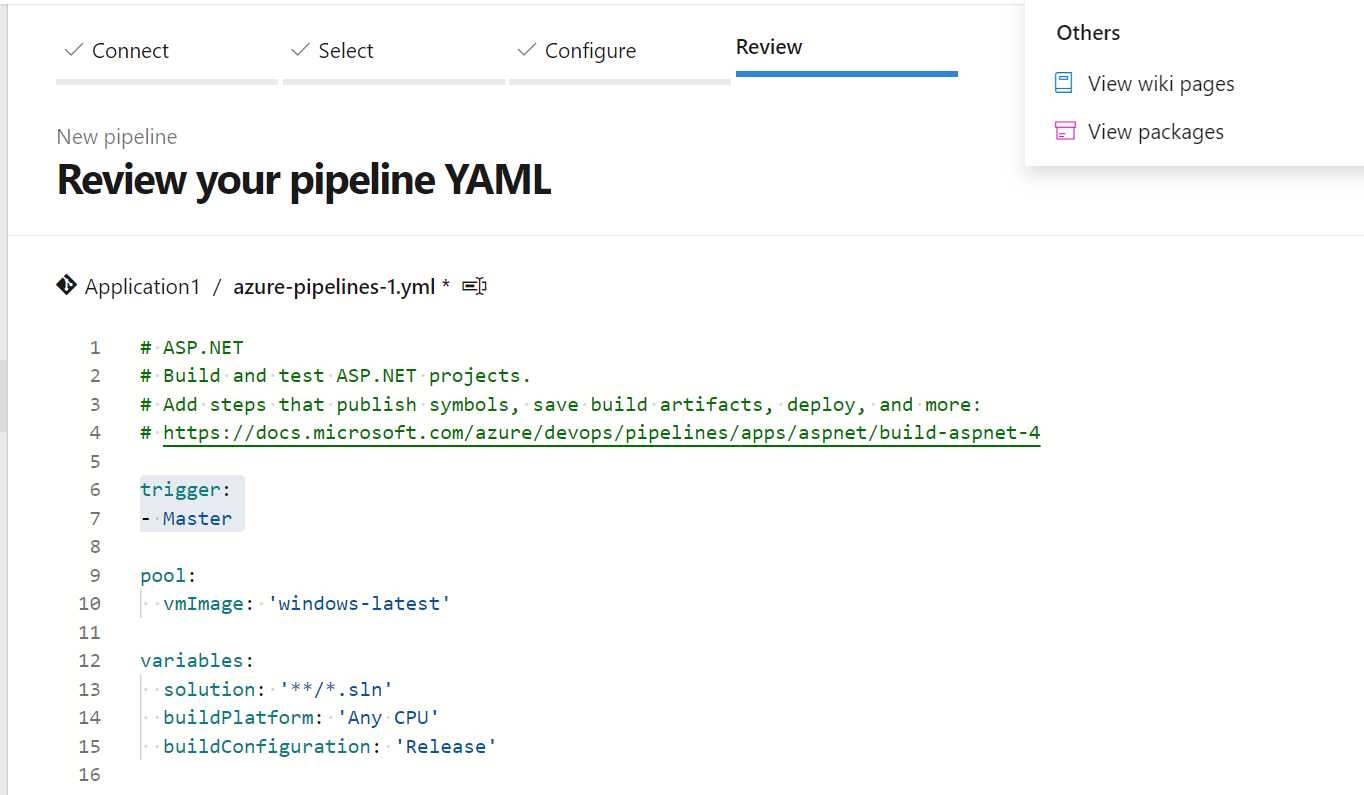 Connect
Select
Configure
Review
Others
View wiki pages
View packages
New pipeline
Review your pipeline YAML
Application1 / azure-pipelines-1.yml *
1 # ASP.NET
2 # Build and test ASP.NET projects.
3 # Add steps that publish symbols, save build artifacts, deploy, and more:
4 # https://docs.microsoft.com/azure/devops/pipelines/apps/aspnet/build-aspnet-4
5
6 trigger:
7 - Master
8
9 pool:
10   vmImage: 'windows-latest'
11
12 variables:
13   solution: '**/*.sln'
14   buildPlatform: 'Any CPU'
15   buildConfiguration: 'Release'
16